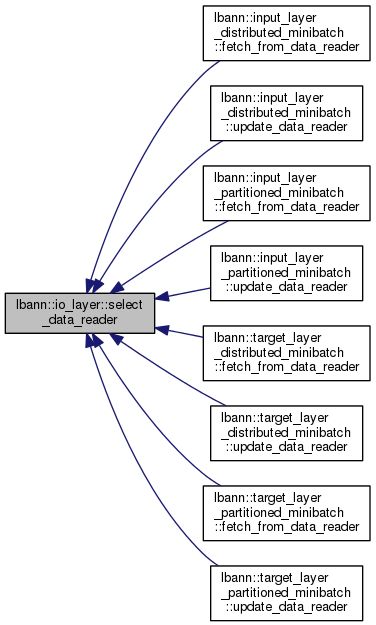 lbann::input_layer
_distributed_minibatch
::fetch_from_data_reader
lbann::input_layer
_distributed_minibatch
::update_data_reader
lbann::input_layer
_partitioned_minibatch
::fetch_from_data_reader
lbann::input_layer
_partitioned_minibatch
::update_data_reader
lbann::io_layer::select
_data_reader
lbann::target_layer
_distributed_minibatch
::fetch_from_data_reader
lbann::target_layer
_distributed_minibatch
::update_data_reader
lbann::target_layer
_partitioned_minibatch
::fetch_from_data_reader
lbann::target_layer
_partitioned_minibatch
::update_data_reader